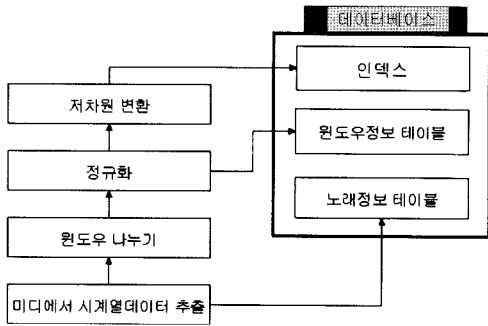 데이터베이스
인덱스
저차원 변환
윈도우정보 테이블
정규화
노래정보 테이블
윈도우 나누기
미디에서 시계열데이터 추출